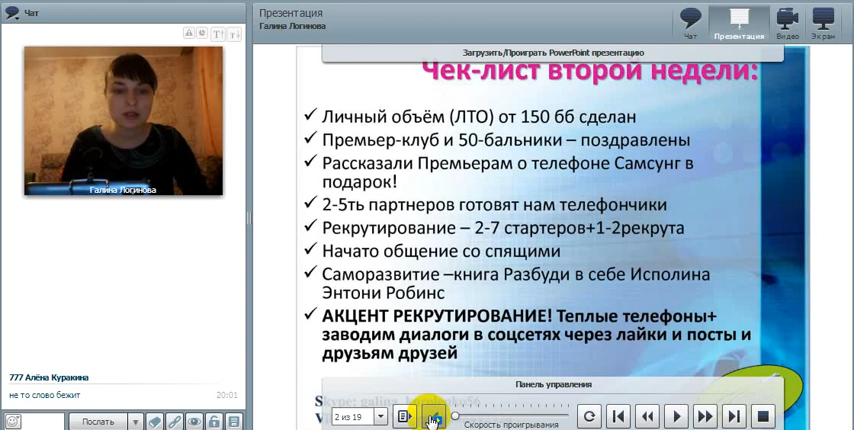 Чат
Презентация
Галина Логинова
Чат
Презентация
Видео
Экран
Загрузить/Проиграть PowerPoint презентацию
Чек-лист второй недели:
✓ Личный объём (ЛТО) от 150 бб сделан
✓ Премьер-клуб и 50-бальники – поздравлены
✓ Рассказали Премьерам о телефоне Самсунг в
подарок!
✓ 2-5ть партнеров готовят нам телефончики
✓ Рекрутирование – 2-7 стартеров+1-2рекрута
✓ Начато общение со спящими
✓ Саморазвитие –книга Разбуди в себе Исполина
Энтони Робинс
✓ АКЦЕНТ РЕКРУТИРОВАНИЕ! Теплые телефоны+
заводим диалоги в соцсетях через лайки и посты и
друзьям друзей
Галина Логинова
777 Алёна Куракина
не то слово бежит
20:01
Послать
Панель управления
2 из 19
Скорость проигрывания